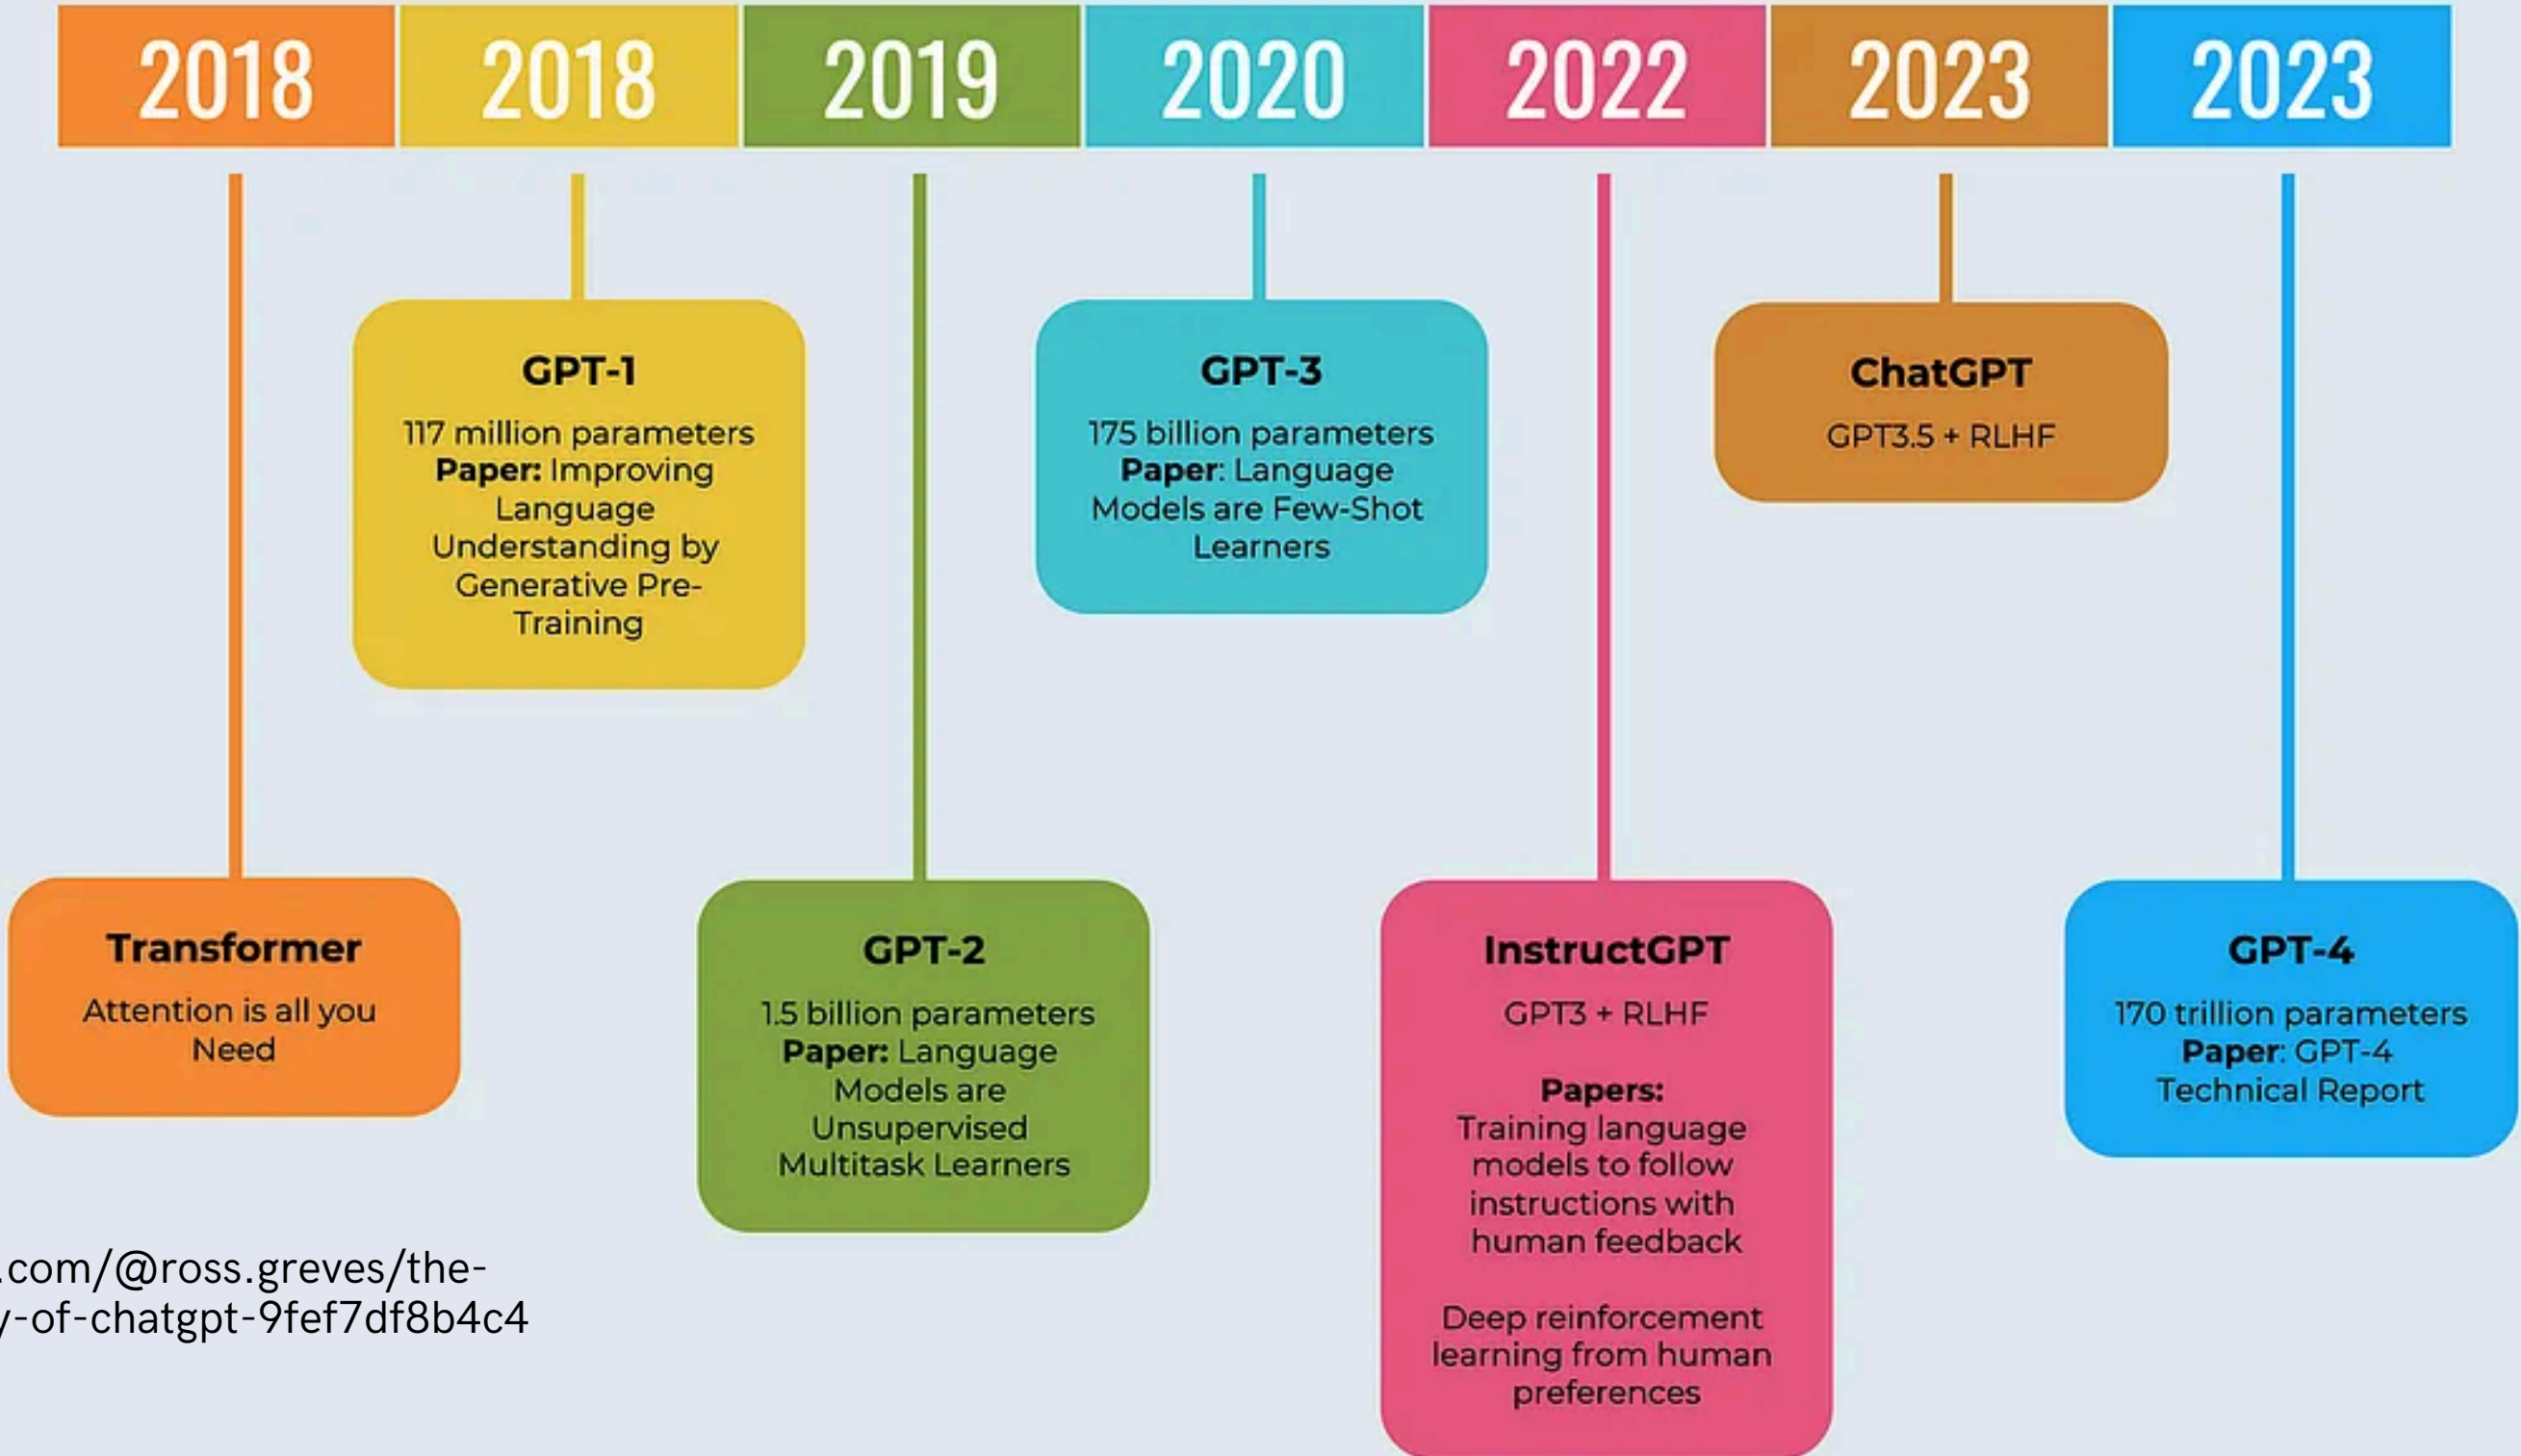 2018
2018
2019
2020
2022
2023
2023
Transformer
Attention is all you
Need
GPT-1
117 million parameters
Paper: Improving
Language
Understanding by
Generative Pre-
Training
GPT-2
1.5 billion parameters
Paper: Language
Models are
Unsupervised
Multitask Learners
GPT-3
175 billion parameters
Paper: Language
Models are Few-Shot
Learners
InstructGPT
GPT3 + RLHF
Papers:
Training language
models to follow
instructions with
human feedback
Deep reinforcement
learning from human
preferences
ChatGPT
GPT3.5 + RLHF
GPT-4
170 trillion parameters
Paper: GPT-4
Technical Report
.com/@ross.greves/the-
y-of-chatgpt-9fef7df8b4c4